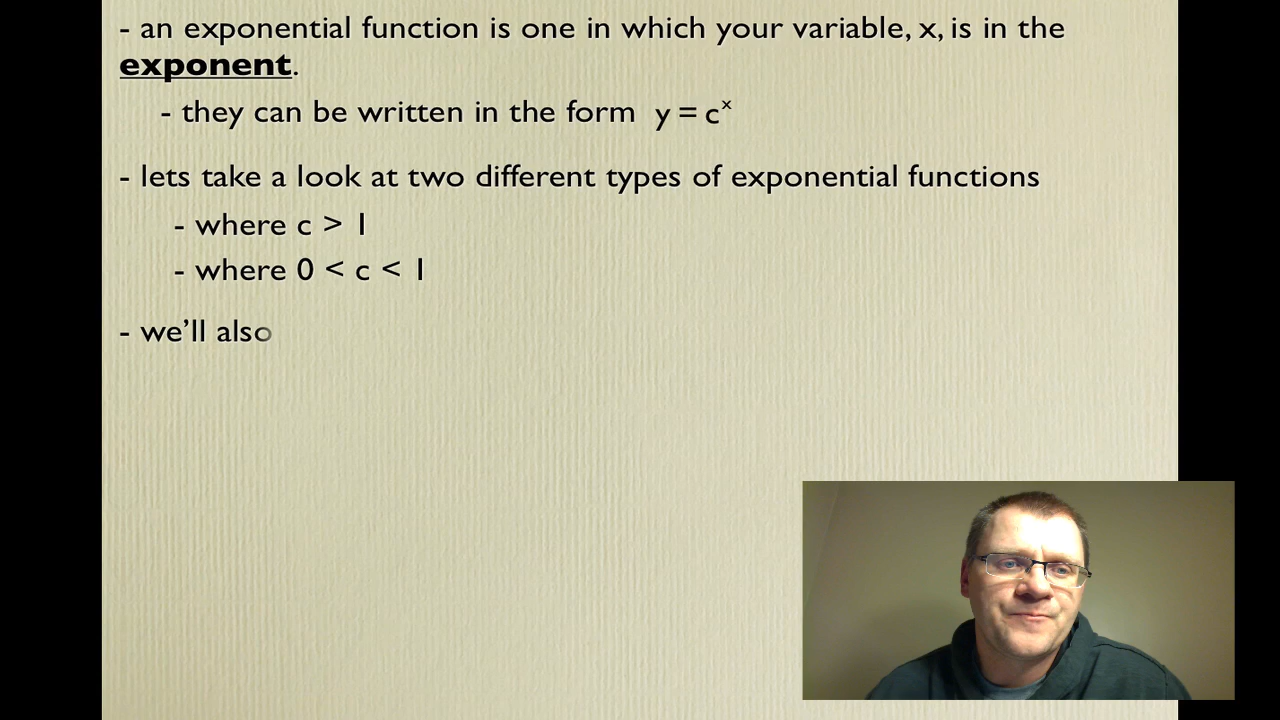 - an exponential function is one in which your variable, x, is in the
exponent.
- they can be written in the form y = cˣ
- lets take a look at two different types of exponential functions
- where c > 1
- where 0 < c < 1
- we’ll also